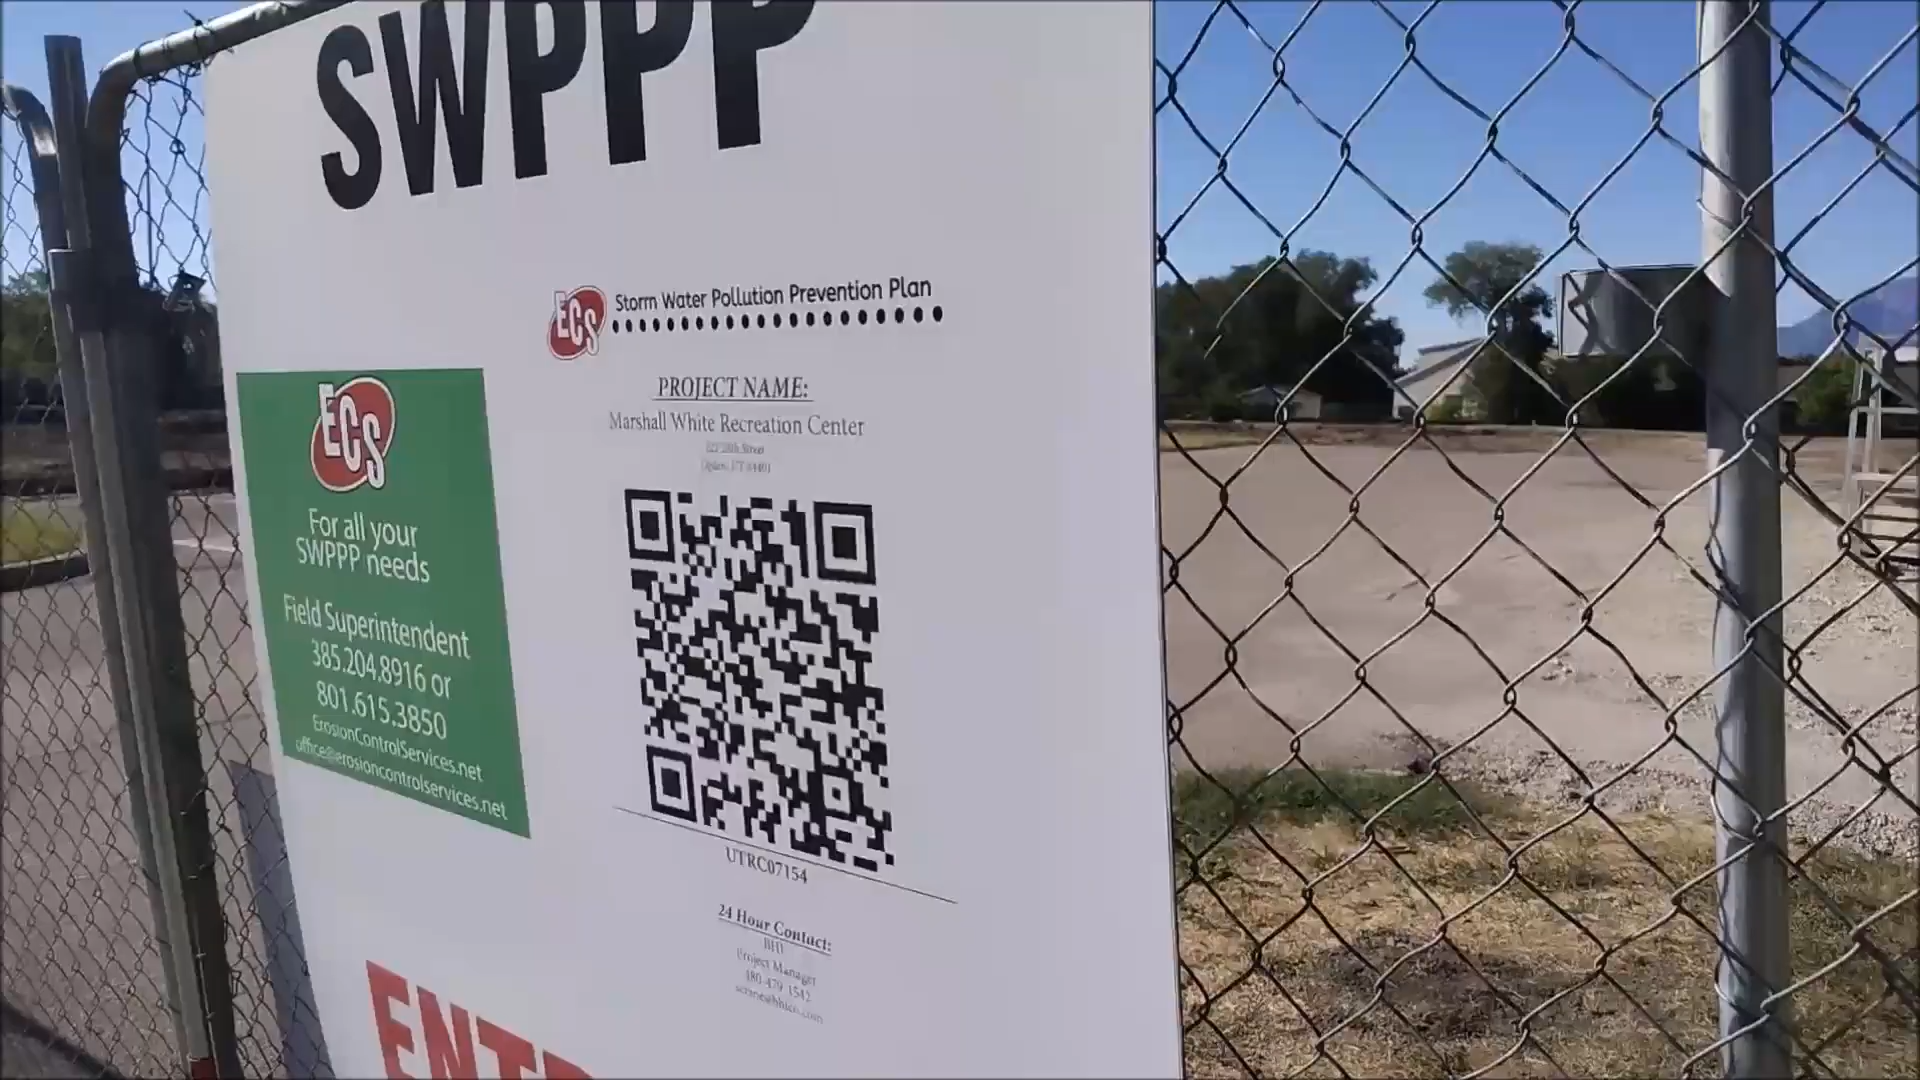 SWPPP
ECS
Storm Water Pollution Prevention Plan
PROJECT NAME:
Marshall White Recreation Center
ECS
For all your
SWPPP needs
Field Superintendent
385.204.8916 or
801.615.3850
ErosionControlServices.net
office@erosioncontrolservices.net
UTRC07154
24 Hour Contact:
BHI
Project Manager